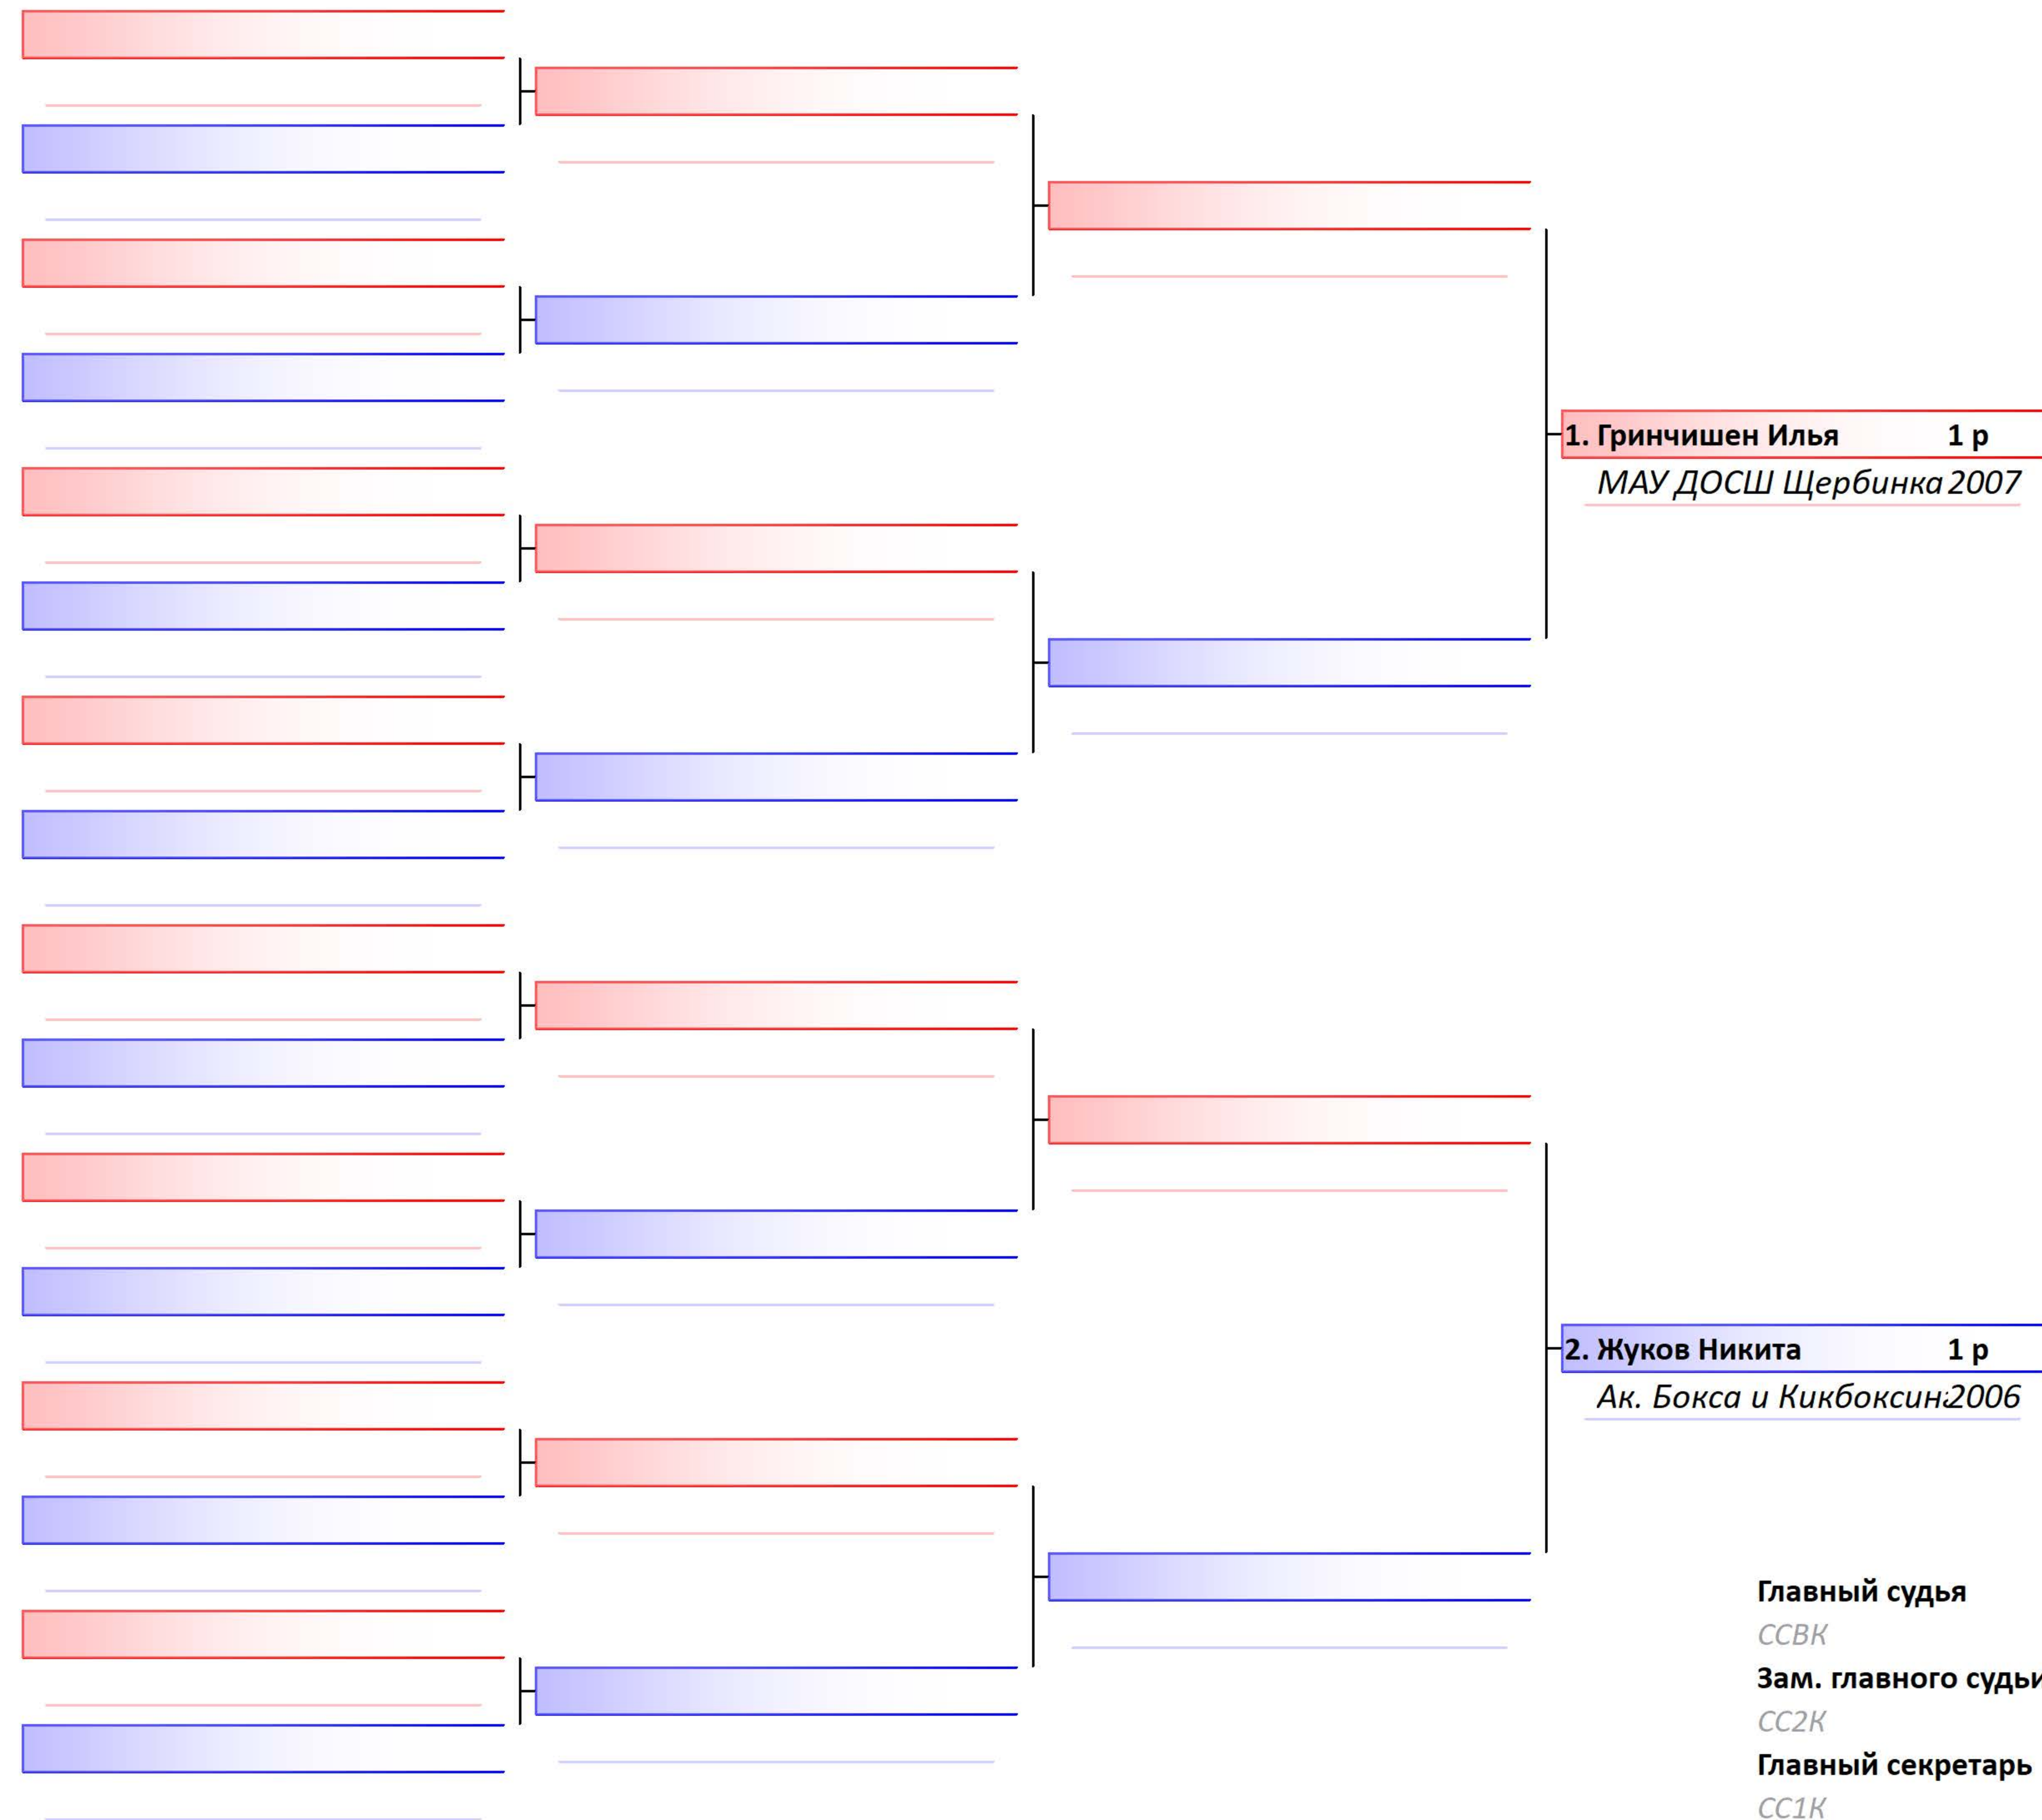 1. Гринчишен Илья 1 р
МАУ ДОСШ Щербинка 2007
2. Жуков Никита 1 р
Ак. Бокса и Кикбоксинг 2006
Главный судья
ССВК
Зам. главного судьи
СС2К
Главный секретарь
СС1К